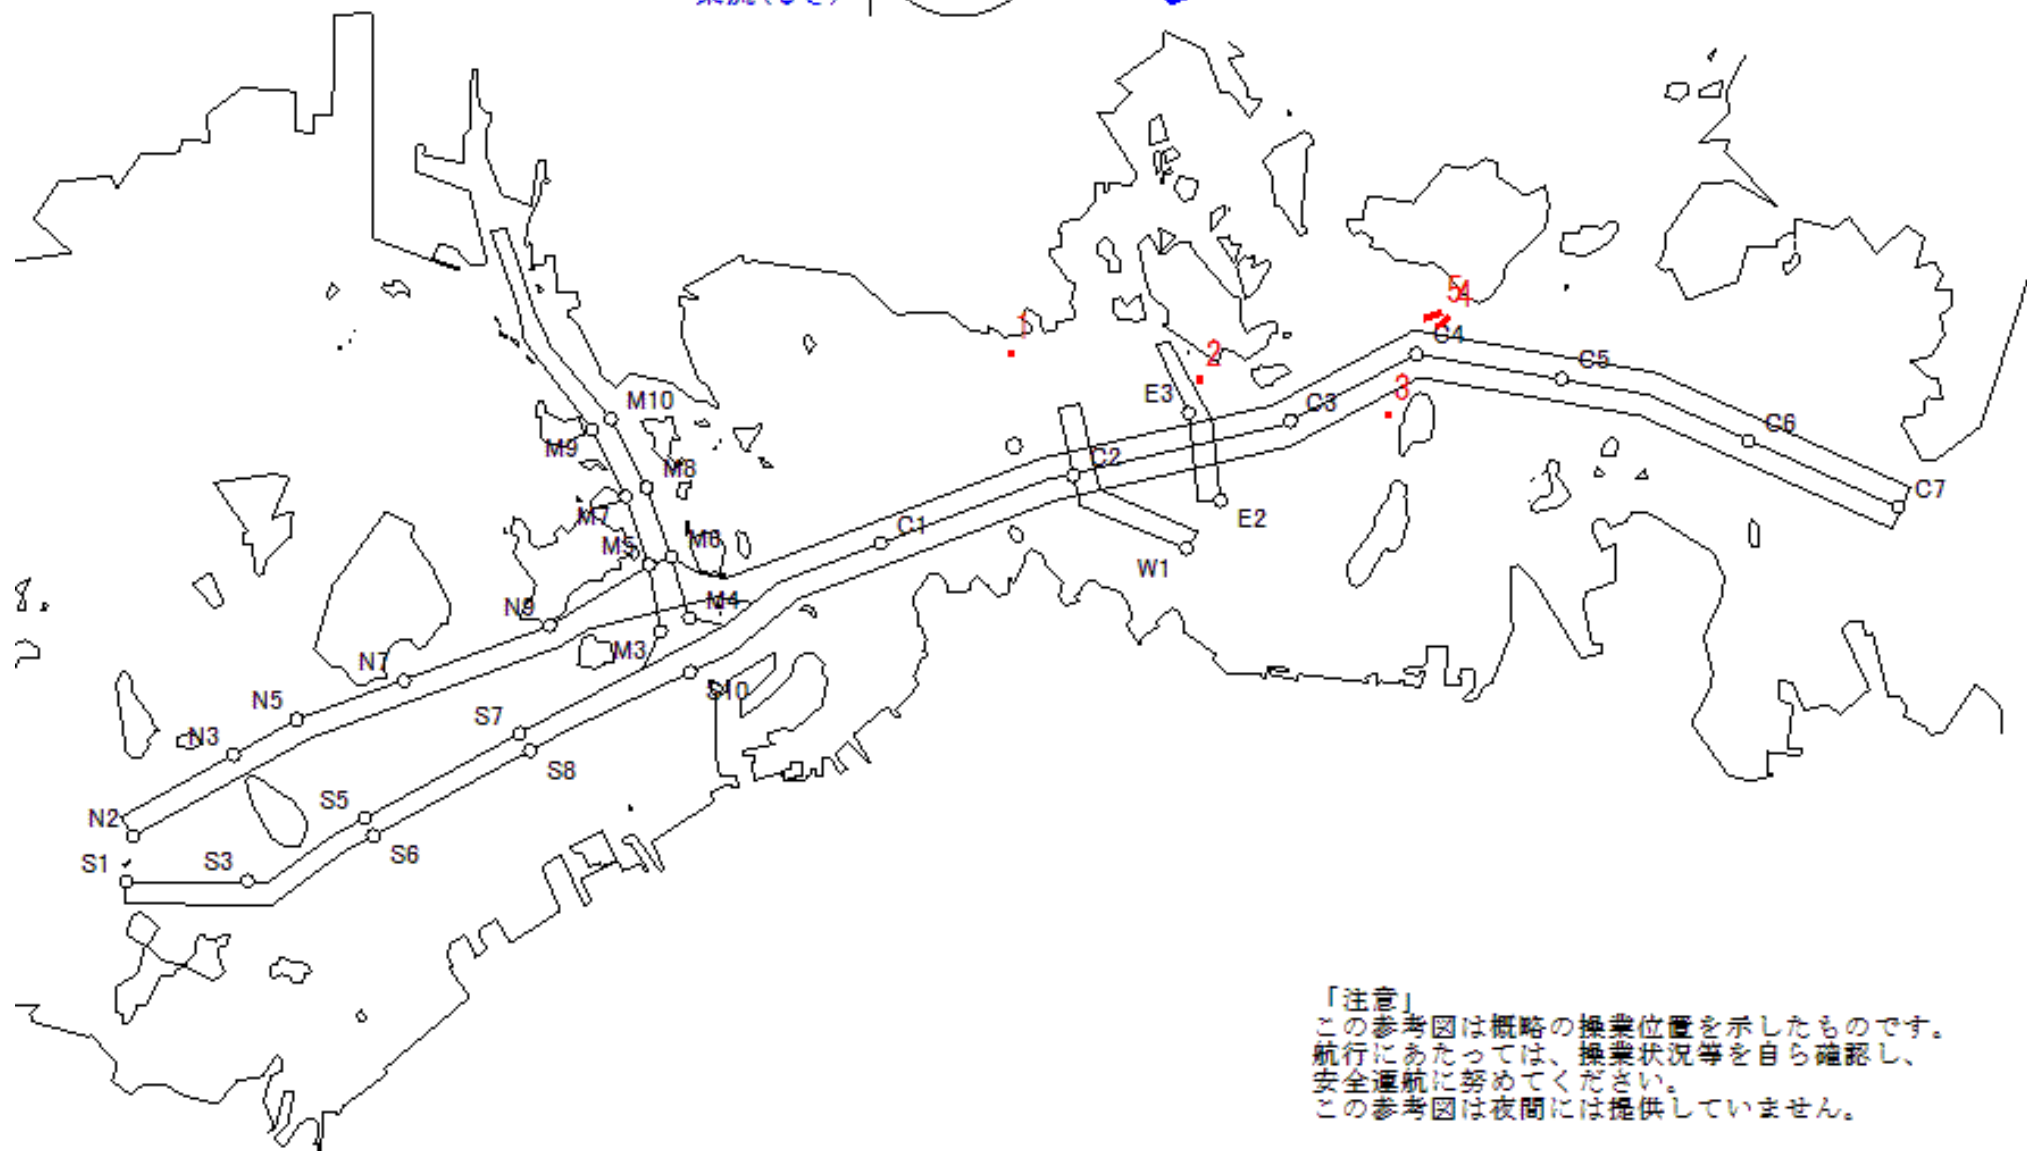 1
5
4
C4
2
C5
3
M10
E3
C3
C6
M9
M8
C2
C7
M7
E2
C1
M5
M6
W1
N9
M4
M3
N7
S10
N5
S7
N3
S8
S5
N2
S6
S1
S3
「注意」
この参考図は概略の操業位置を示したものです。
航行にあたっては、操業状況等を自ら確認し、
安全運航に努めてください。
この参考図は夜間には提供していません。